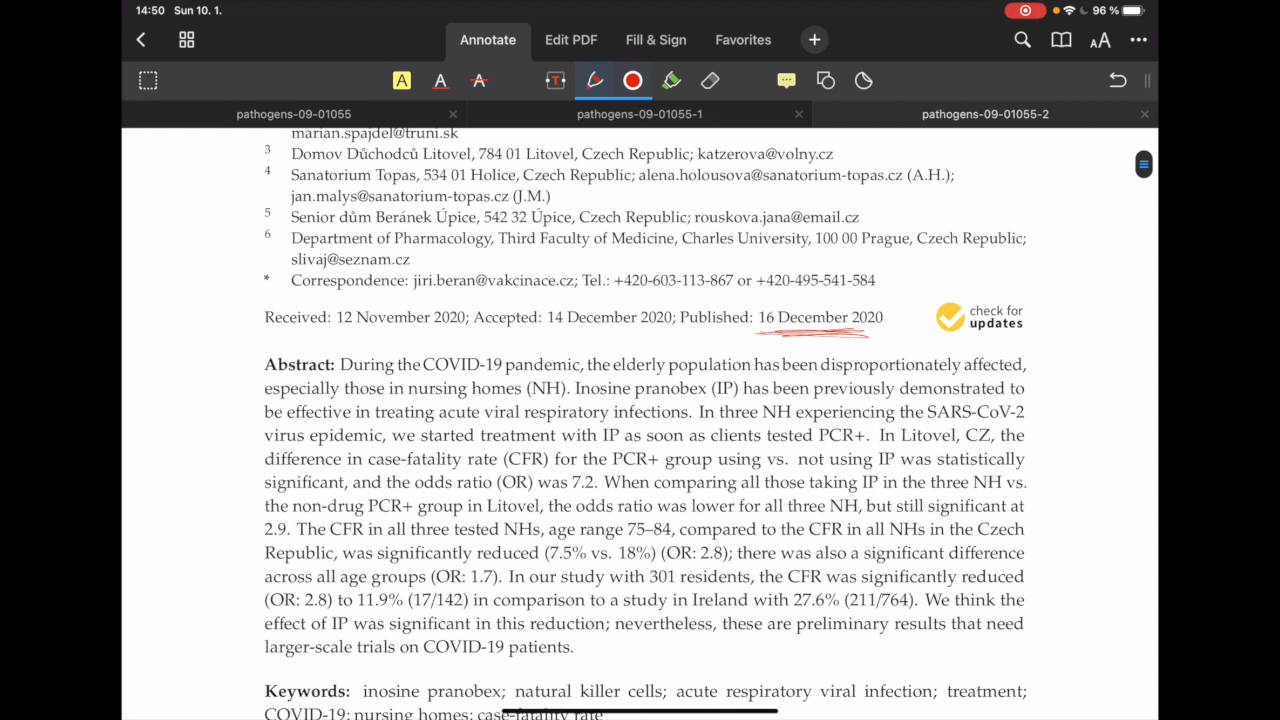 14:50 Sun 10. 1. 96 %
Annotate Edit PDF Fill & Sign Favorites
AA
A A A T
pathogens-09-01055 pathogens-09-01055-1 pathogens-09-01055-2
marian.spajdel@truni.sk
3 Domov Důchodců Litovel, 784 01 Litovel, Czech Republic; katzerova@volny.cz
4 Sanatorium Topas, 534 01 Holice, Czech Republic; alena.holousova@sanatorium-topas.cz (A.H.);
jan.malys@sanatorium-topas.cz (J.M.)
5 Senior dům Beránek Úpice, 542 32 Úpice, Czech Republic; rouskova.jana@email.cz
6 Department of Pharmacology, Third Faculty of Medicine, Charles University, 100 00 Prague, Czech Republic;
slivaj@seznam.cz
* Correspondence: jiri.beran@vakcinace.cz; Tel.: +420-603-113-867 or +420-495-541-584
Received: 12 November 2020; Accepted: 14 December 2020; Published: 16 December 2020
check for
updates
Abstract: During the COVID-19 pandemic, the elderly population has been disproportionately affected,
especially those in nursing homes (NH). Inosine pranobex (IP) has been previously demonstrated to
be effective in treating acute viral respiratory infections. In three NH experiencing the SARS-CoV-2
virus epidemic, we started treatment with IP as soon as clients tested PCR+. In Litovel, CZ, the
difference in case-fatality rate (CFR) for the PCR+ group using vs. not using IP was statistically
significant, and the odds ratio (OR) was 7.2. When comparing all those taking IP in the three NH vs.
the non-drug PCR+ group in Litovel, the odds ratio was lower for all three NH, but still significant at
2.9. The CFR in all three tested NHs, age range 75–84, compared to the CFR in all NHs in the Czech
Republic, was significantly reduced (7.5% vs. 18%) (OR: 2.8); there was also a significant difference
across all age groups (OR: 1.7). In our study with 301 residents, the CFR was significantly reduced
(OR: 2.8) to 11.9% (17/142) in comparison to a study in Ireland with 27.6% (211/764). We think the
effect of IP was significant in this reduction; nevertheless, these are preliminary results that need
larger-scale trials on COVID-19 patients.
Keywords: inosine pranobex; natural killer cells; acute respiratory viral infection; treatment;
COVID-19; nursing homes; case-fatality rate